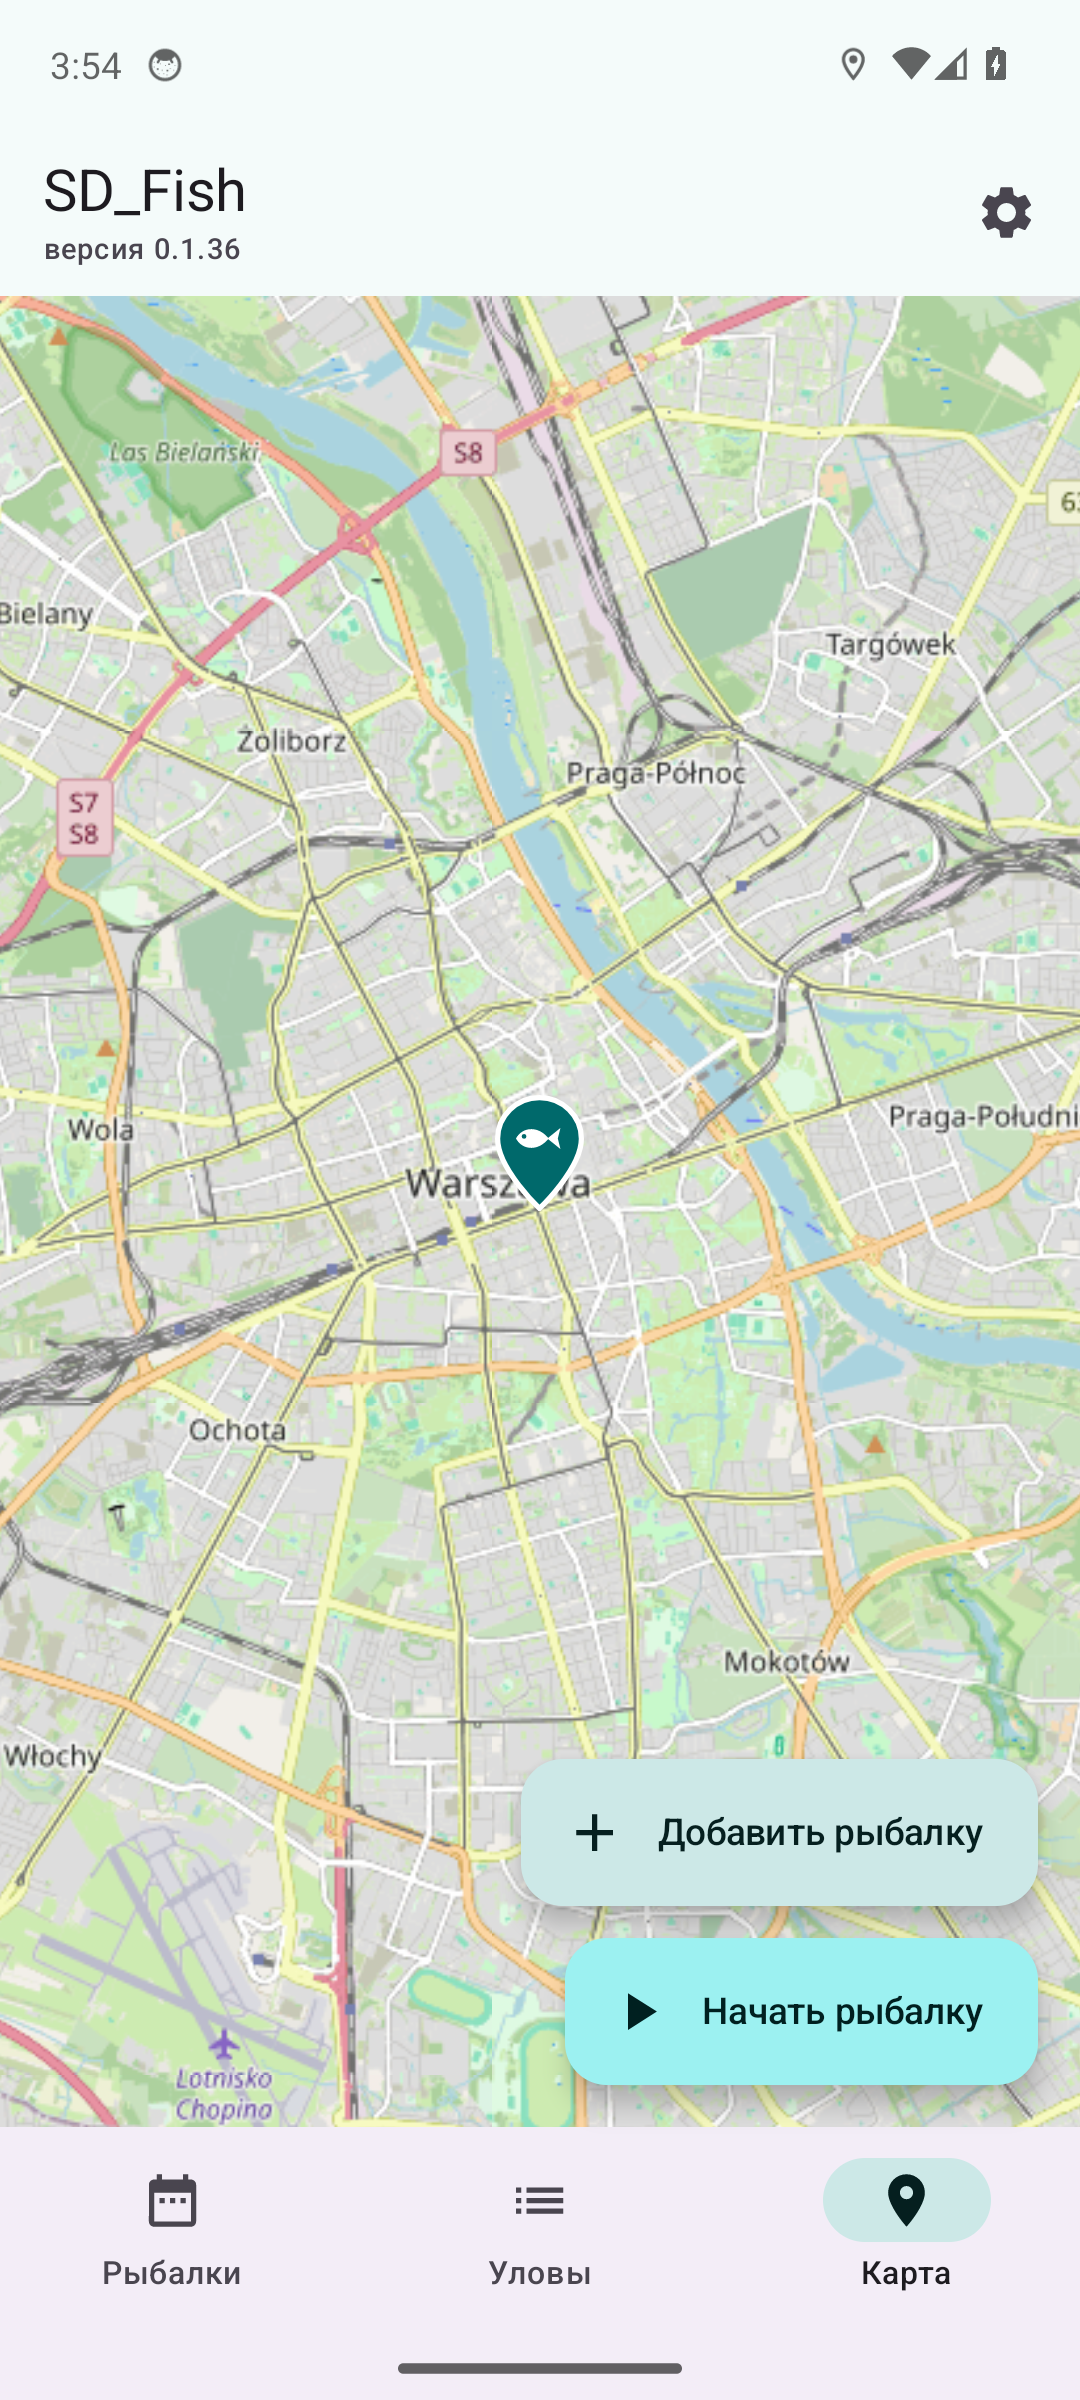 3:54
SD_Fish
версия 0.1.36
Las Bielański
S8
Bielany
Targówek
Żoliborz
Praga-Północ
S7
S8
Wola
Praga-Południ
Ochota
Mokotów
Włochy
Добавить рыбалку
Начать рыбалку
Lotnisko
Chopina
Рыбалки
Уловы
Карта